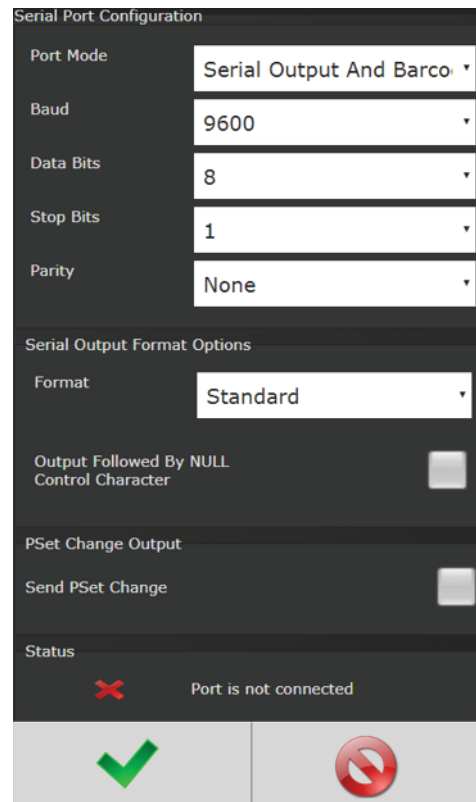 Serial Port Configuration
Port Mode
Serial Output And Barco
Baud
9600
Data Bits
8
Stop Bits
1
Parity
None
Serial Output Format Options
Format
Standard
Output Followed By NULL
Control Character
PSet Change Output
Send PSet Change
Status
Port is not connected